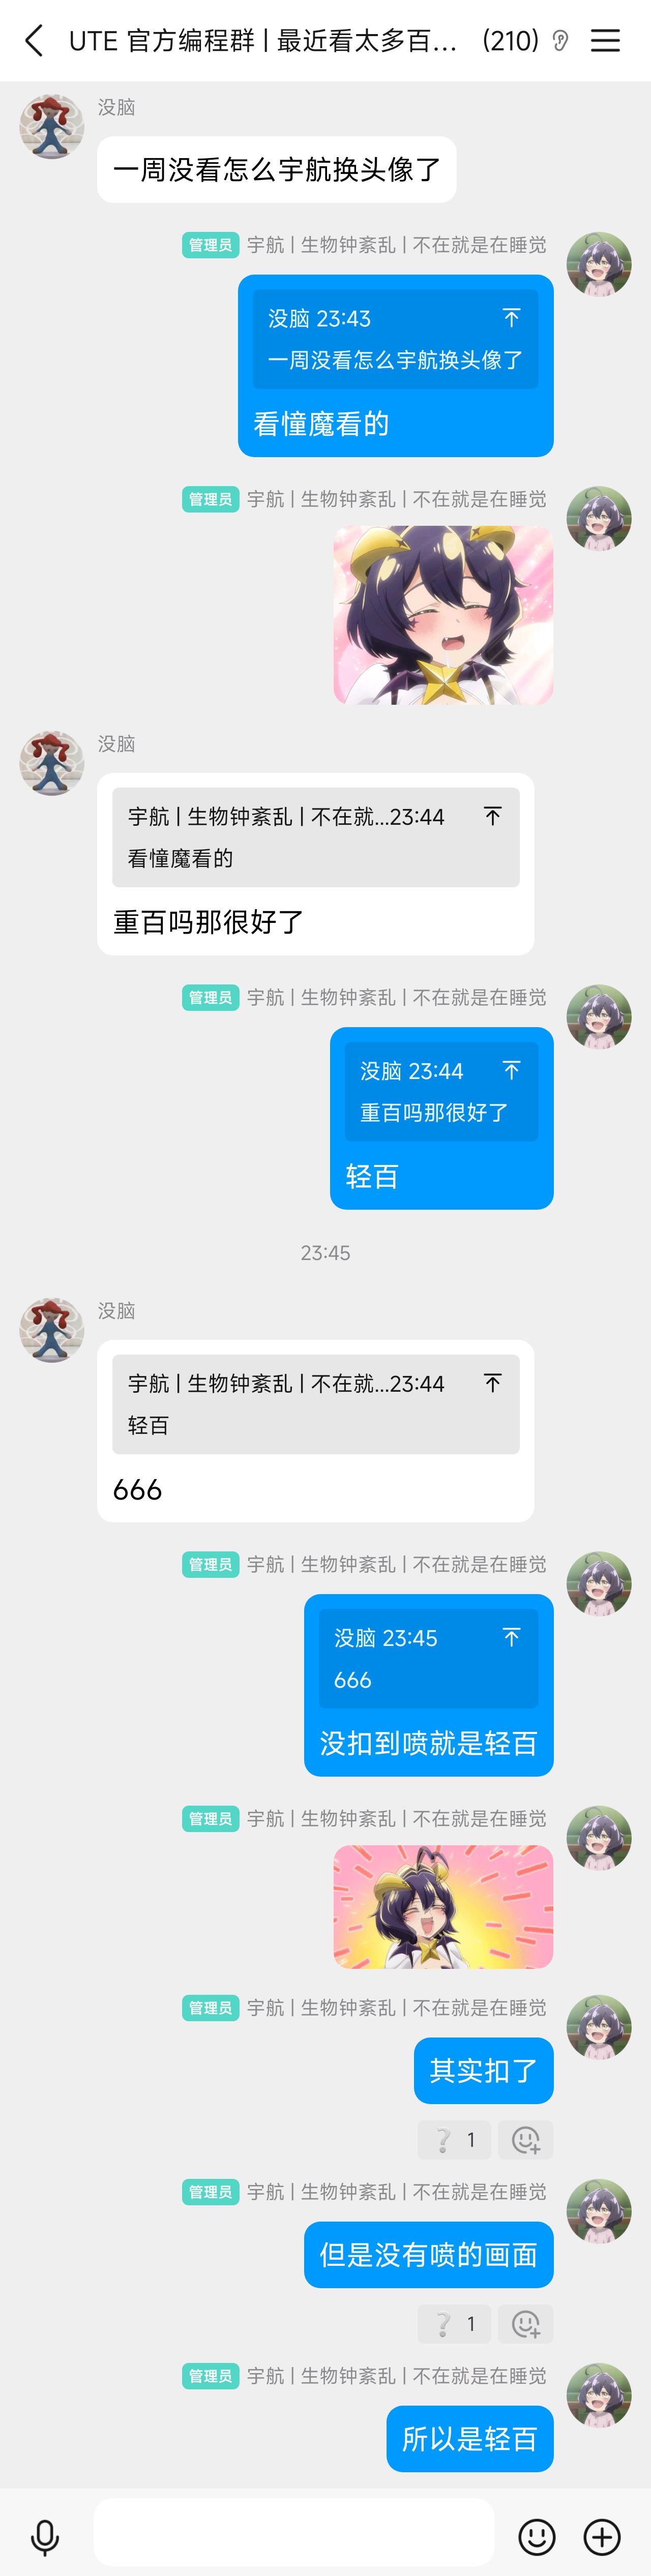 UTE 官方编程群 | 最近看太多百... (210)
没脑
一周没看怎么宇航换头像了
管理员 宇航 | 生物钟紊乱 | 不在就是在睡觉
没脑 23:43
一周没看怎么宇航换头像了
看憧魔看的
管理员 宇航 | 生物钟紊乱 | 不在就是在睡觉
没脑
宇航 | 生物钟紊乱 | 不在就...23:44
看憧魔看的
重百吗那很好了
管理员 宇航 | 生物钟紊乱 | 不在就是在睡觉
没脑 23:44
重百吗那很好了
轻百
23:45
没脑
宇航 | 生物钟紊乱 | 不在就...23:44
轻百
666
管理员 宇航 | 生物钟紊乱 | 不在就是在睡觉
没脑 23:45
666
没扣到喷就是轻百
管理员 宇航 | 生物钟紊乱 | 不在就是在睡觉
管理员 宇航 | 生物钟紊乱 | 不在就是在睡觉
其实扣了
❔ 1
管理员 宇航 | 生物钟紊乱 | 不在就是在睡觉
但是没有喷的画面
❔ 1
管理员 宇航 | 生物钟紊乱 | 不在就是在睡觉
所以是轻百